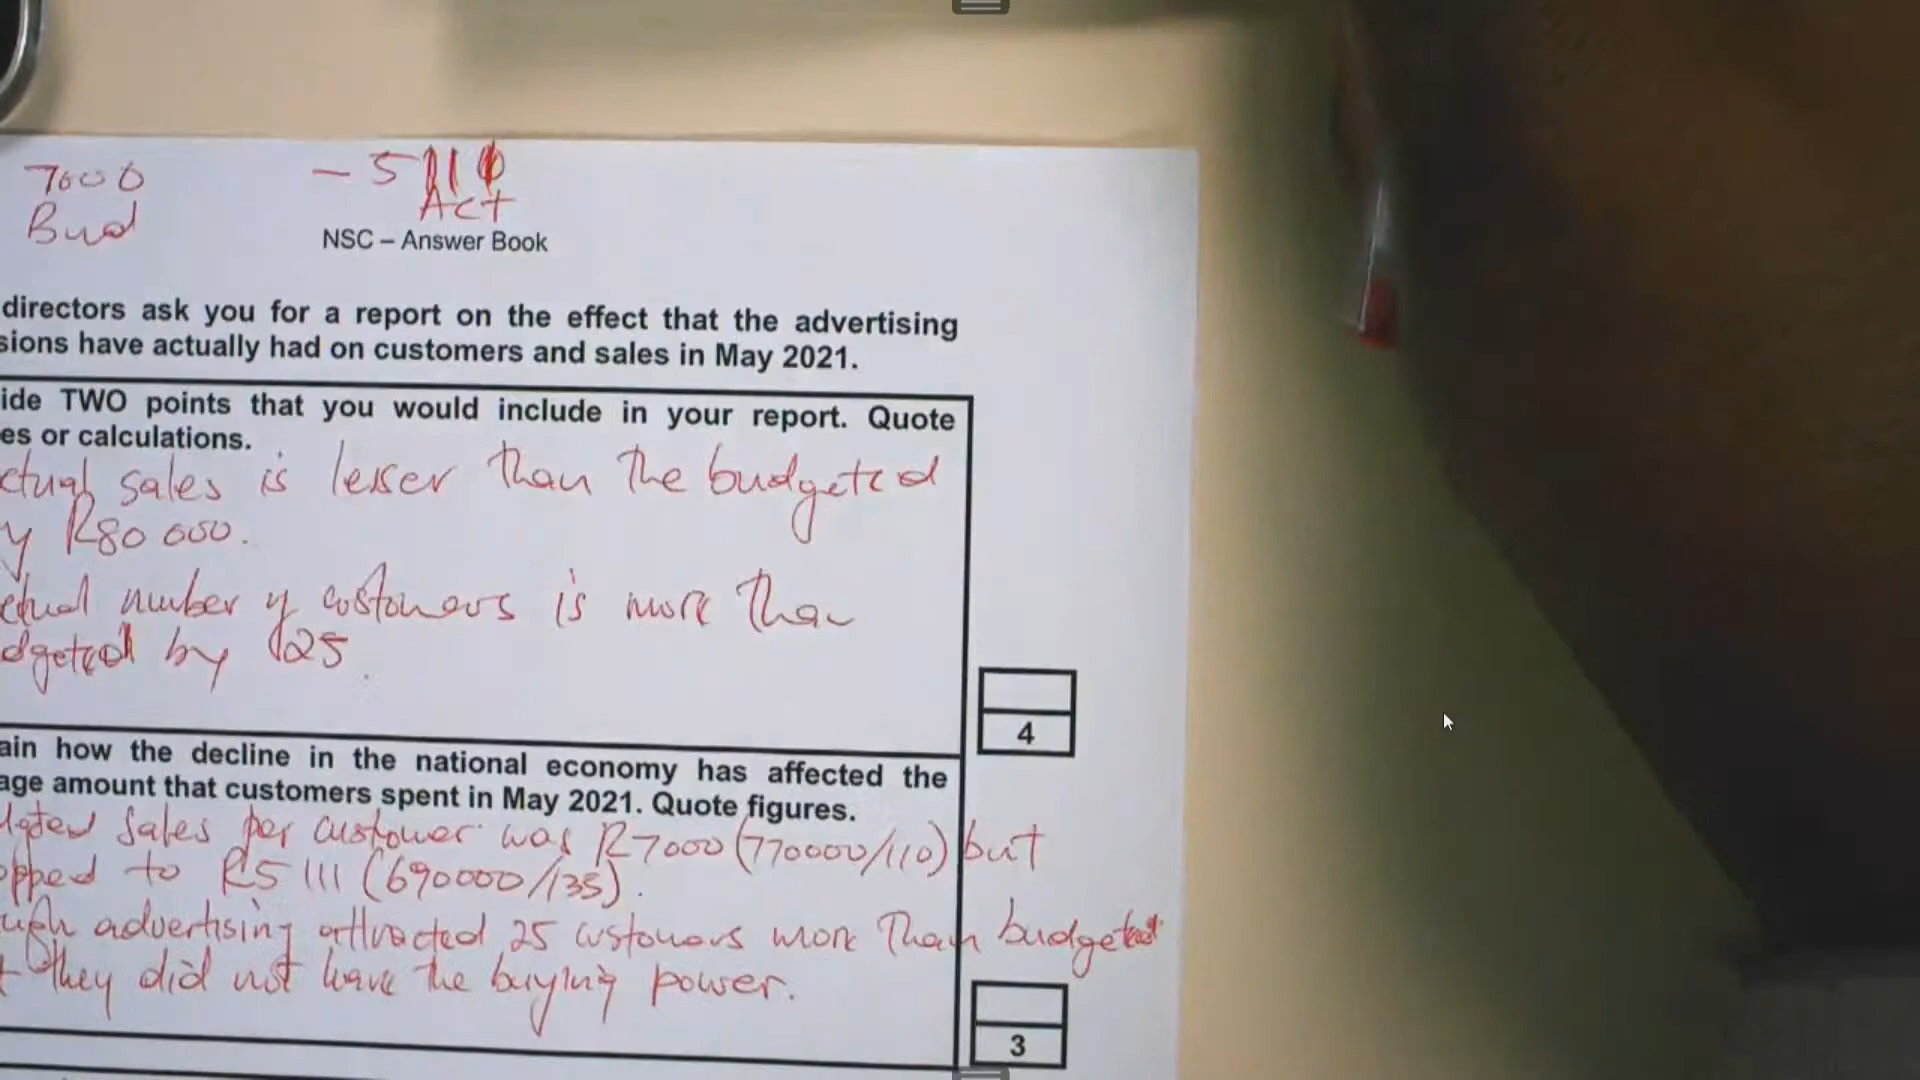 7000 - 5111
Bud Act
NSC – Answer Book
directors ask you for a report on the effect that the advertising
sions have actually had on customers and sales in May 2021.
ide TWO points that you would include in your report. Quote
es or calculations.
ctual sales is lesser than the budgeted
y R80 000.
ctual number of customers is more than
dgeted by 25.
4
ain how the decline in the national economy has affected the
age amount that customers spent in May 2021. Quote figures.
dgted sales per customer was R7000 (770000/110) but
opped to R5 111 (690000/135).
ugh advertising attracted 25 customers more than budgeted
t they did not have the buying power.
3